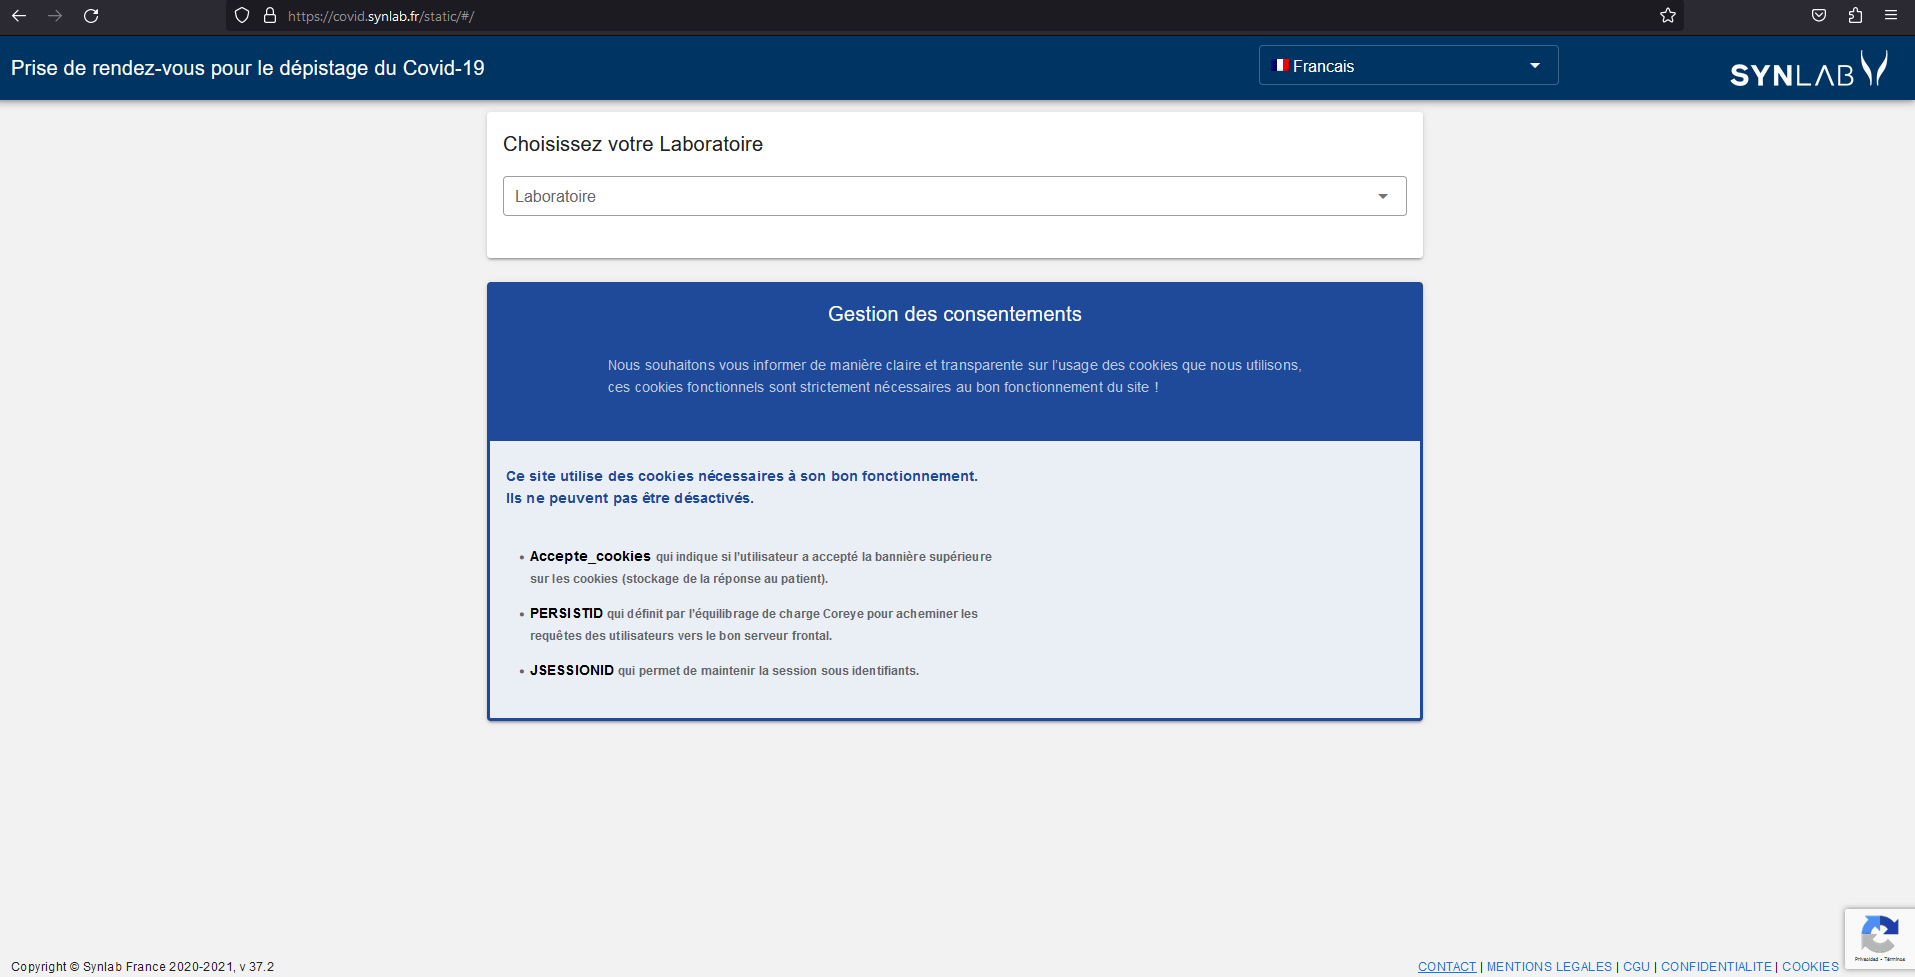 https://covid.synlab.fr/static/#/
Prise de rendez-vous pour le dépistage du Covid-19
Francais
SYNLAB
Choisissez votre Laboratoire
Laboratoire
Gestion des consentements
Nous souhaitons vous informer de manière claire et transparente sur l'usage des cookies que nous utilisons,
ces cookies fonctionnels sont strictement nécessaires au bon fonctionnement du site !
Ce site utilise des cookies nécessaires à son bon fonctionnement.
Ils ne peuvent pas être désactivés.
• Accepte_cookies qui indique si l'utilisateur a accepté la bannière supérieure
sur les cookies (stockage de la réponse au patient).
• PERSISTID qui définit par l'équilibrage de charge Coreye pour acheminer les
requêtes des utilisateurs vers le bon serveur frontal.
• JSESSIONID qui permet de maintenir la session sous identifiants.
Privacidad - Términos
Copyright © Synlab France 2020-2021, v 37.2
CONTACT | MENTIONS LEGALES | CGU | CONFIDENTIALITE | COOKIES